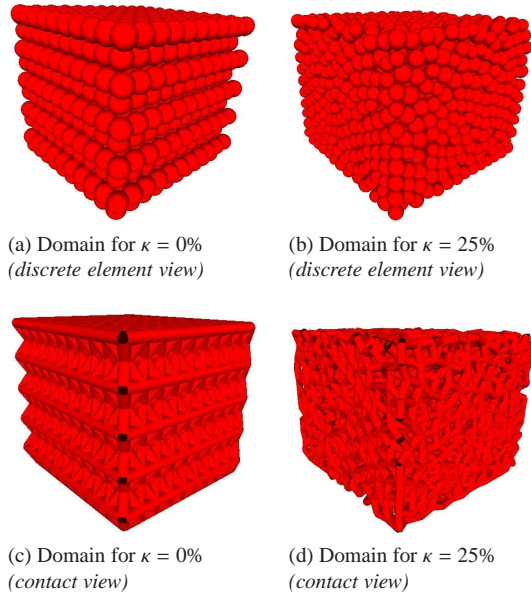 (a) Domain for κ = 0%
(discrete element view)
(b) Domain for κ = 25%
(discrete element view)
(c) Domain for κ = 0%
(contact view)
(d) Domain for κ = 25%
(contact view)